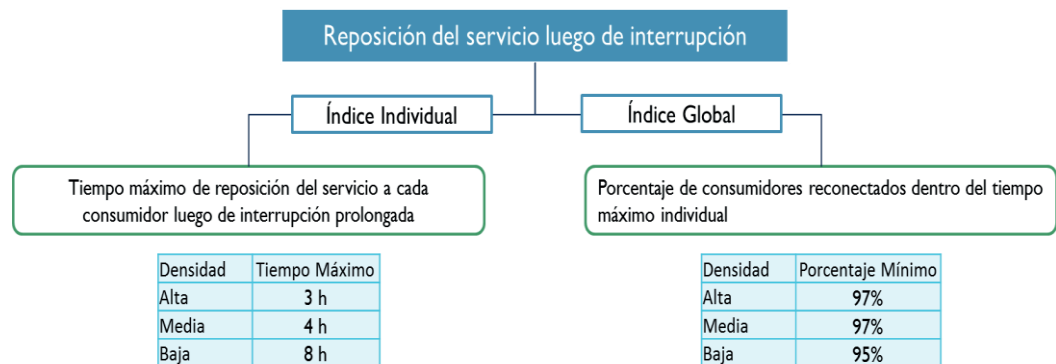 Reposición del servicio luego de interrupción
Índice Individual
Índice Global
Tiempo máximo de reposición del servicio a cada
consumidor luego de interrupción prolongada
Porcentaje de consumidores reconectados dentro del tiempo
máximo individual
Densidad Tiempo Máximo
Alta 3 h
Media 4 h
Baja 8 h
Densidad Porcentaje Mínimo
Alta 97%
Media 97%
Baja 95%